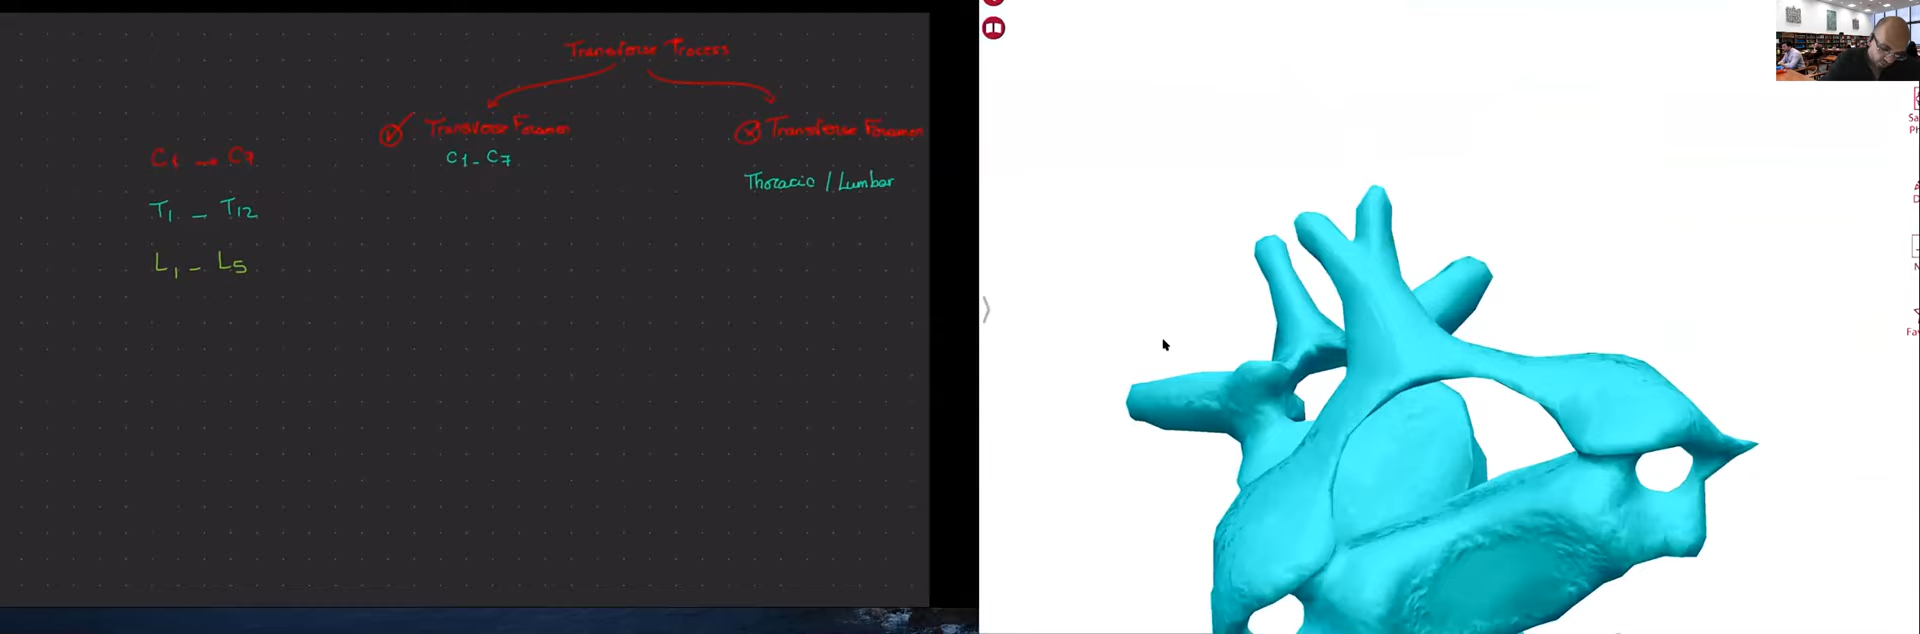 Transverse Process
Transverse Foramen
Transverse Foramen
C1 → C7
C1 - C7
Thoracic / Lumbar
T1 - T12
L1 - L5